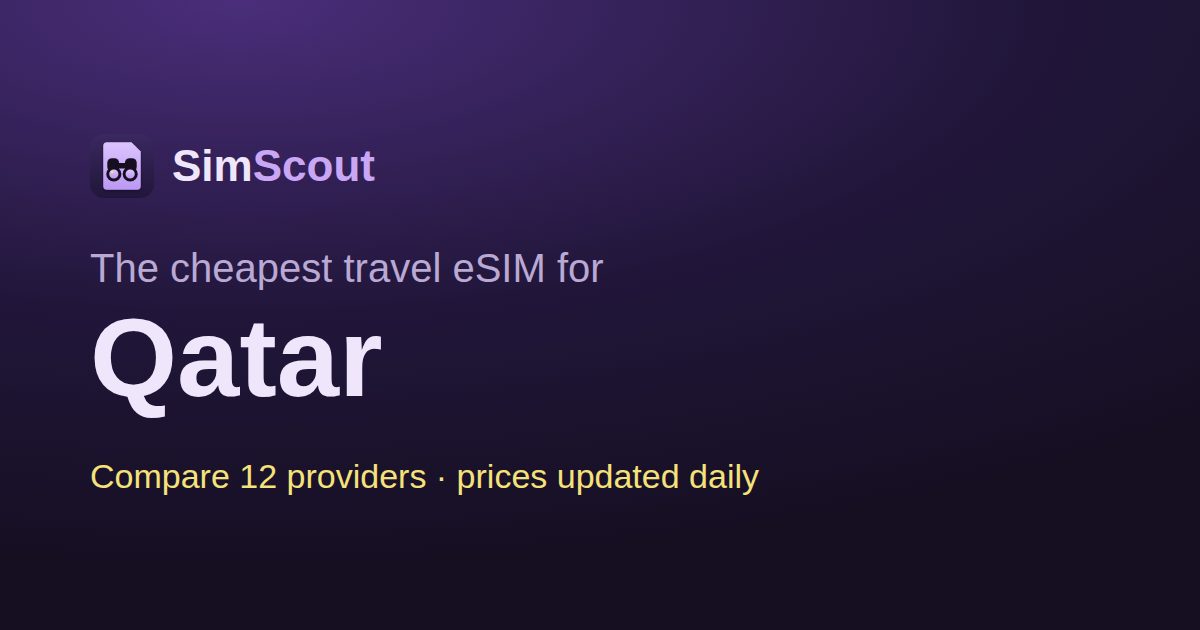 SimScout
The cheapest travel eSIM for
Qatar
Compare 12 providers · prices updated daily